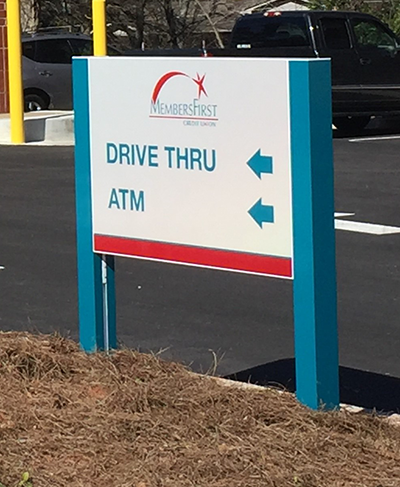 MEMBERSFIRST
CREDIT UNION
DRIVE THRU
ATM